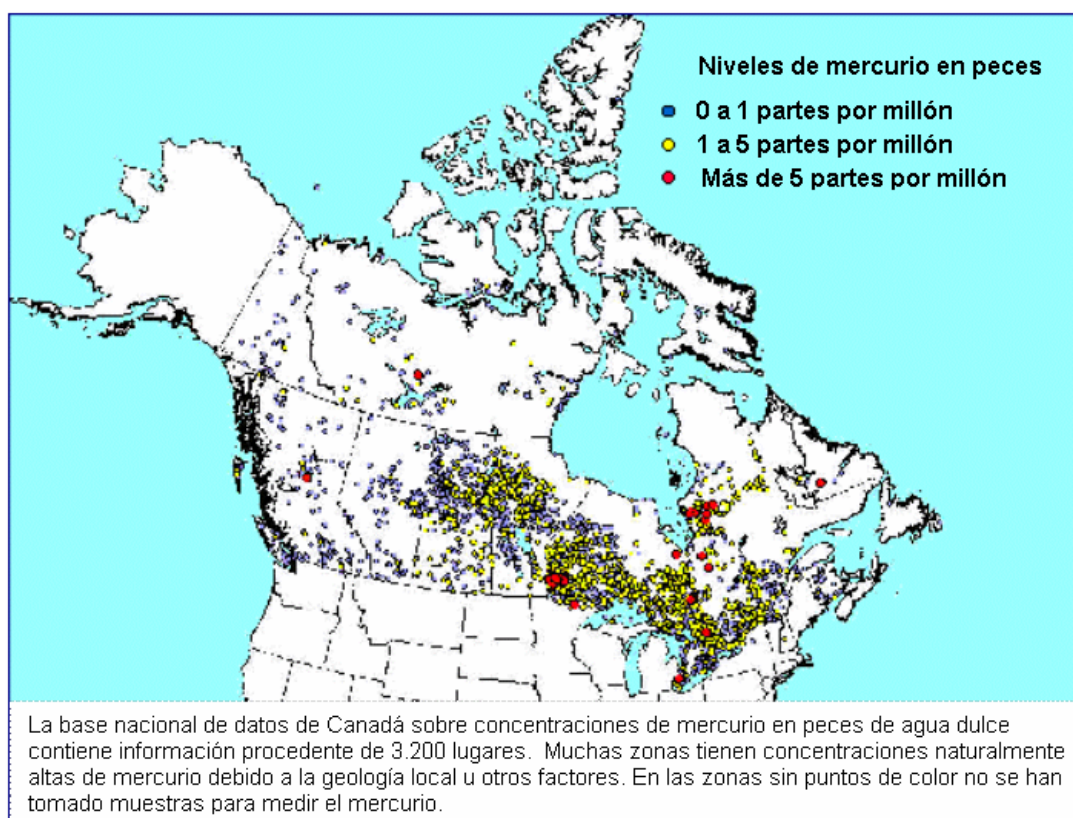 Niveles de mercurio en peces
0 a 1 partes por millón
1 a 5 partes por millón
Más de 5 partes por millón
La base nacional de datos de Canadá sobre concentraciones de mercurio en peces de agua dulce
contiene información procedente de 3.200 lugares. Muchas zonas tienen concentraciones naturalmente
altas de mercurio debido a la geología local u otros factores. En las zonas sin puntos de color no se han
tomado muestras para medir el mercurio.